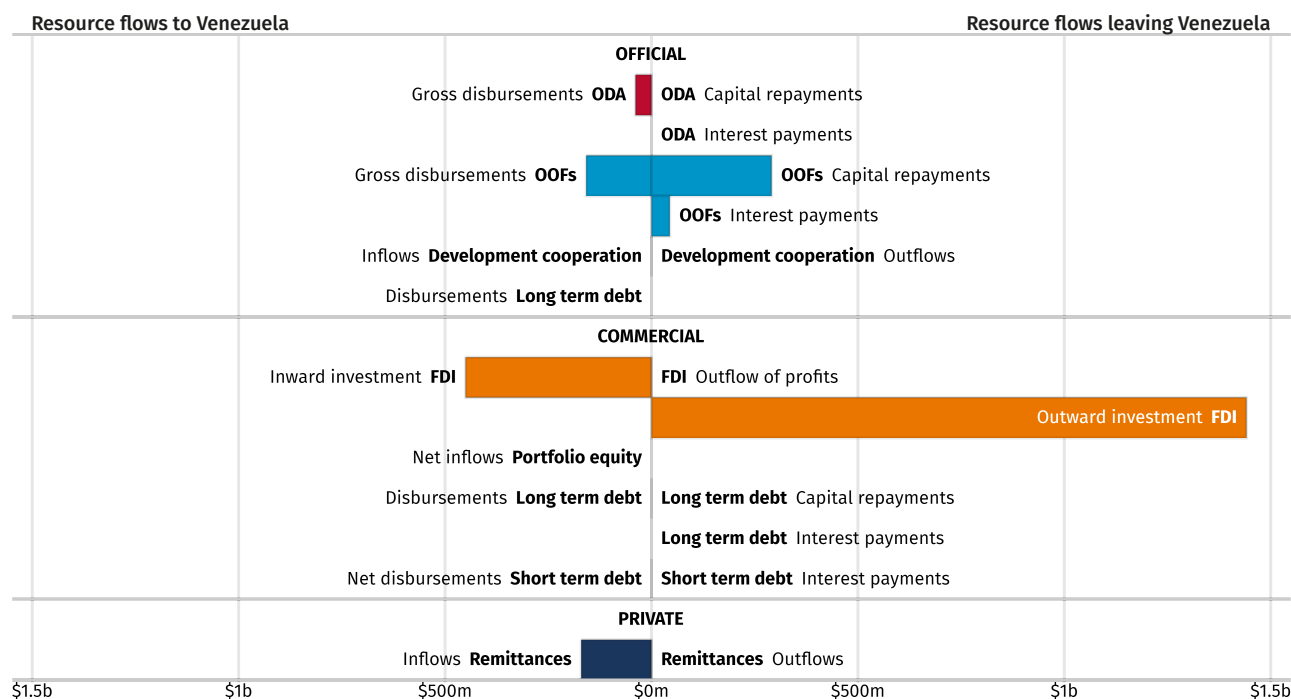 Resource flows to Venezuela Resource flows leaving Venezuela
OFFICIAL
Gross disbursements ODA ODA Capital repayments
ODA Interest payments
Gross disbursements OOFs OOFs Capital repayments
OOFs Interest payments
Inflows Development cooperation Development cooperation Outflows
Disbursements Long term debt
COMMERCIAL
Inward investment FDI FDI Outflow of profits
Outward investment FDI
Net inflows Portfolio equity
Disbursements Long term debt Long term debt Capital repayments
Long term debt Interest payments
Net disbursements Short term debt Short term debt Interest payments
PRIVATE
Inflows Remittances Remittances Outflows
$1.5b $1b $500m $0m $500m $1b $1.5b